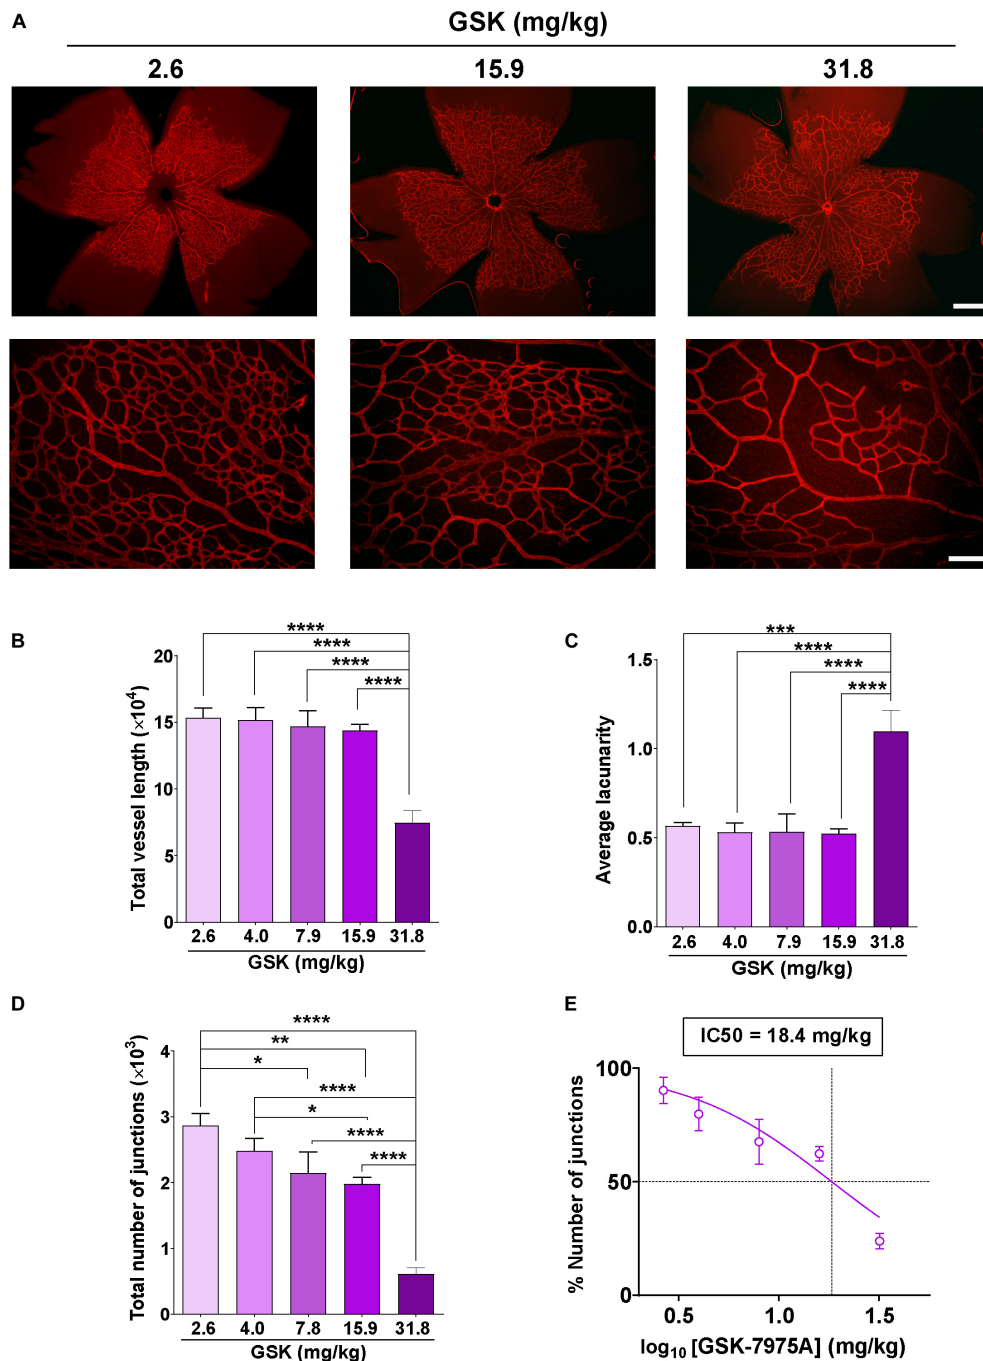 A
GSK (mg/kg)
2.6 15.9 31.8
B
****
****
****
****
Total vessel length (×10⁴)
20
15
10
5
0
2.6 4.0 7.9 15.9 31.8
GSK (mg/kg)
C
***
****
****
****
Average lacunarity
1.5
1.0
0.5
0.0
2.6 4.0 7.9 15.9 31.8
GSK (mg/kg)
D
****
**
*
****
*
****
****
Total number of junctions (×10³)
4
3
2
1
0
2.6 4.0 7.8 15.9 31.8
GSK (mg/kg)
E
IC50 = 18.4 mg/kg
% Number of junctions
100
50
0
0.5 1.0 1.5
log₁₀ [GSK-7975A] (mg/kg)